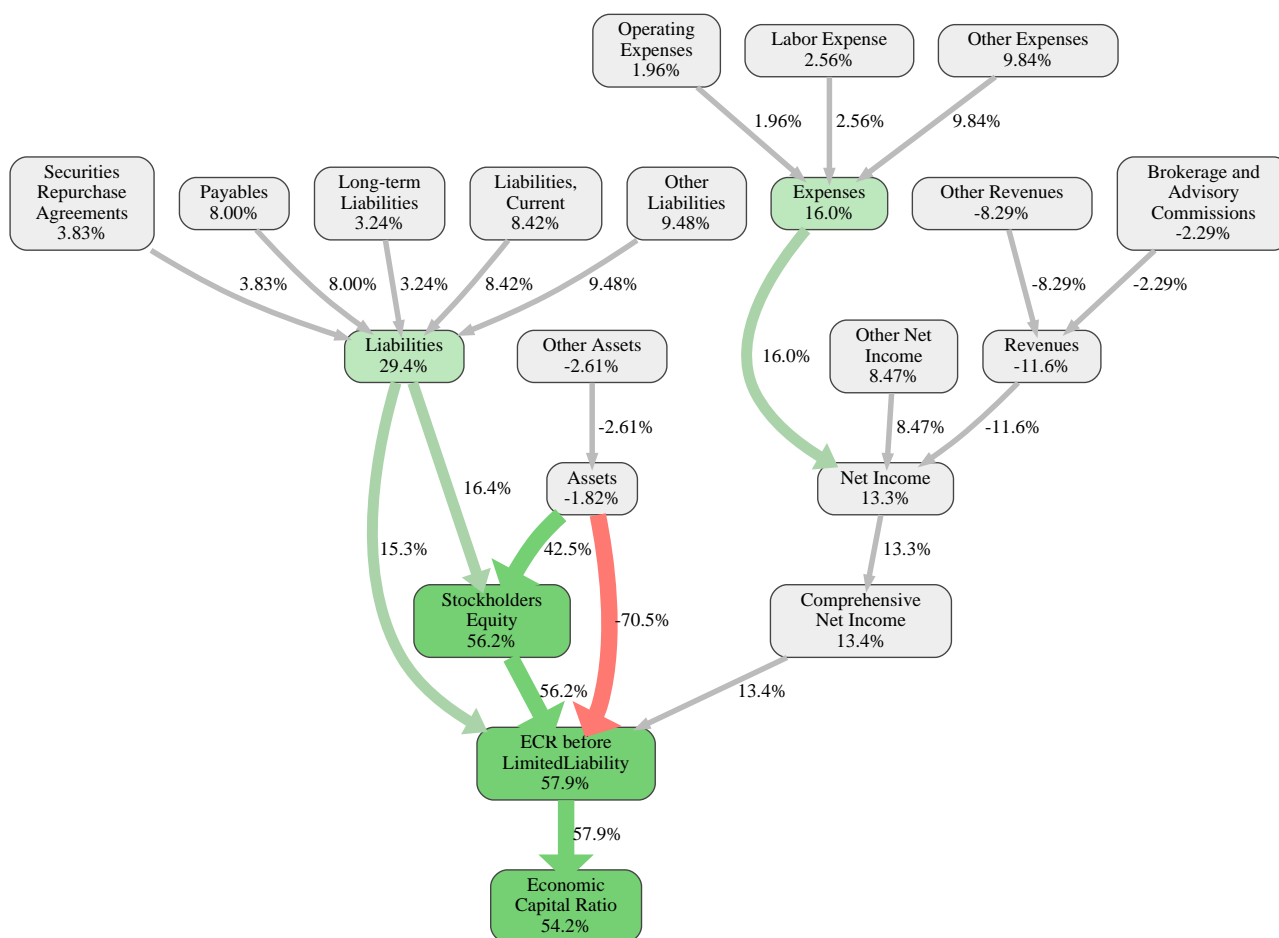 Operating
Expenses
1.96%
Labor Expense
2.56%
Other Expenses
9.84%
1.96%
2.56%
9.84%
Securities
Repurchase
Agreements
3.83%
Payables
8.00%
Long-term
Liabilities
3.24%
Liabilities,
Current
8.42%
Other
Liabilities
9.48%
Expenses
16.0%
Other Revenues
-8.29%
Brokerage and
Advisory
Commissions
-2.29%
3.83%
8.00%
3.24%
8.42%
9.48%
-8.29%
-2.29%
Liabilities
29.4%
Other Assets
-2.61%
16.0%
Other Net
Income
8.47%
Revenues
-11.6%
-2.61%
8.47%
-11.6%
Assets
-1.82%
Net Income
13.3%
16.4%
15.3%
42.5%
13.3%
Stockholders
Equity
56.2%
-70.5%
Comprehensive
Net Income
13.4%
56.2%
13.4%
ECR before
LimitedLiability
57.9%
57.9%
Economic
Capital Ratio
54.2%